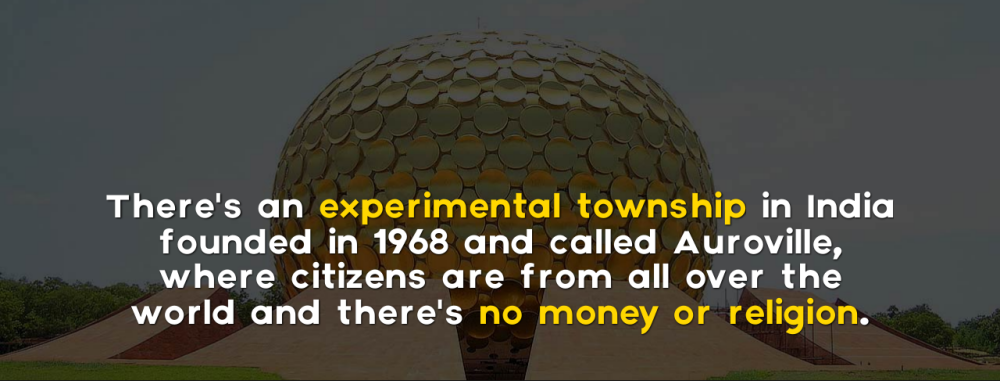 There's an experimental township in India
founded in 1968 and called Auroville,
where citizens are from all over the
world and there's no money or religion.